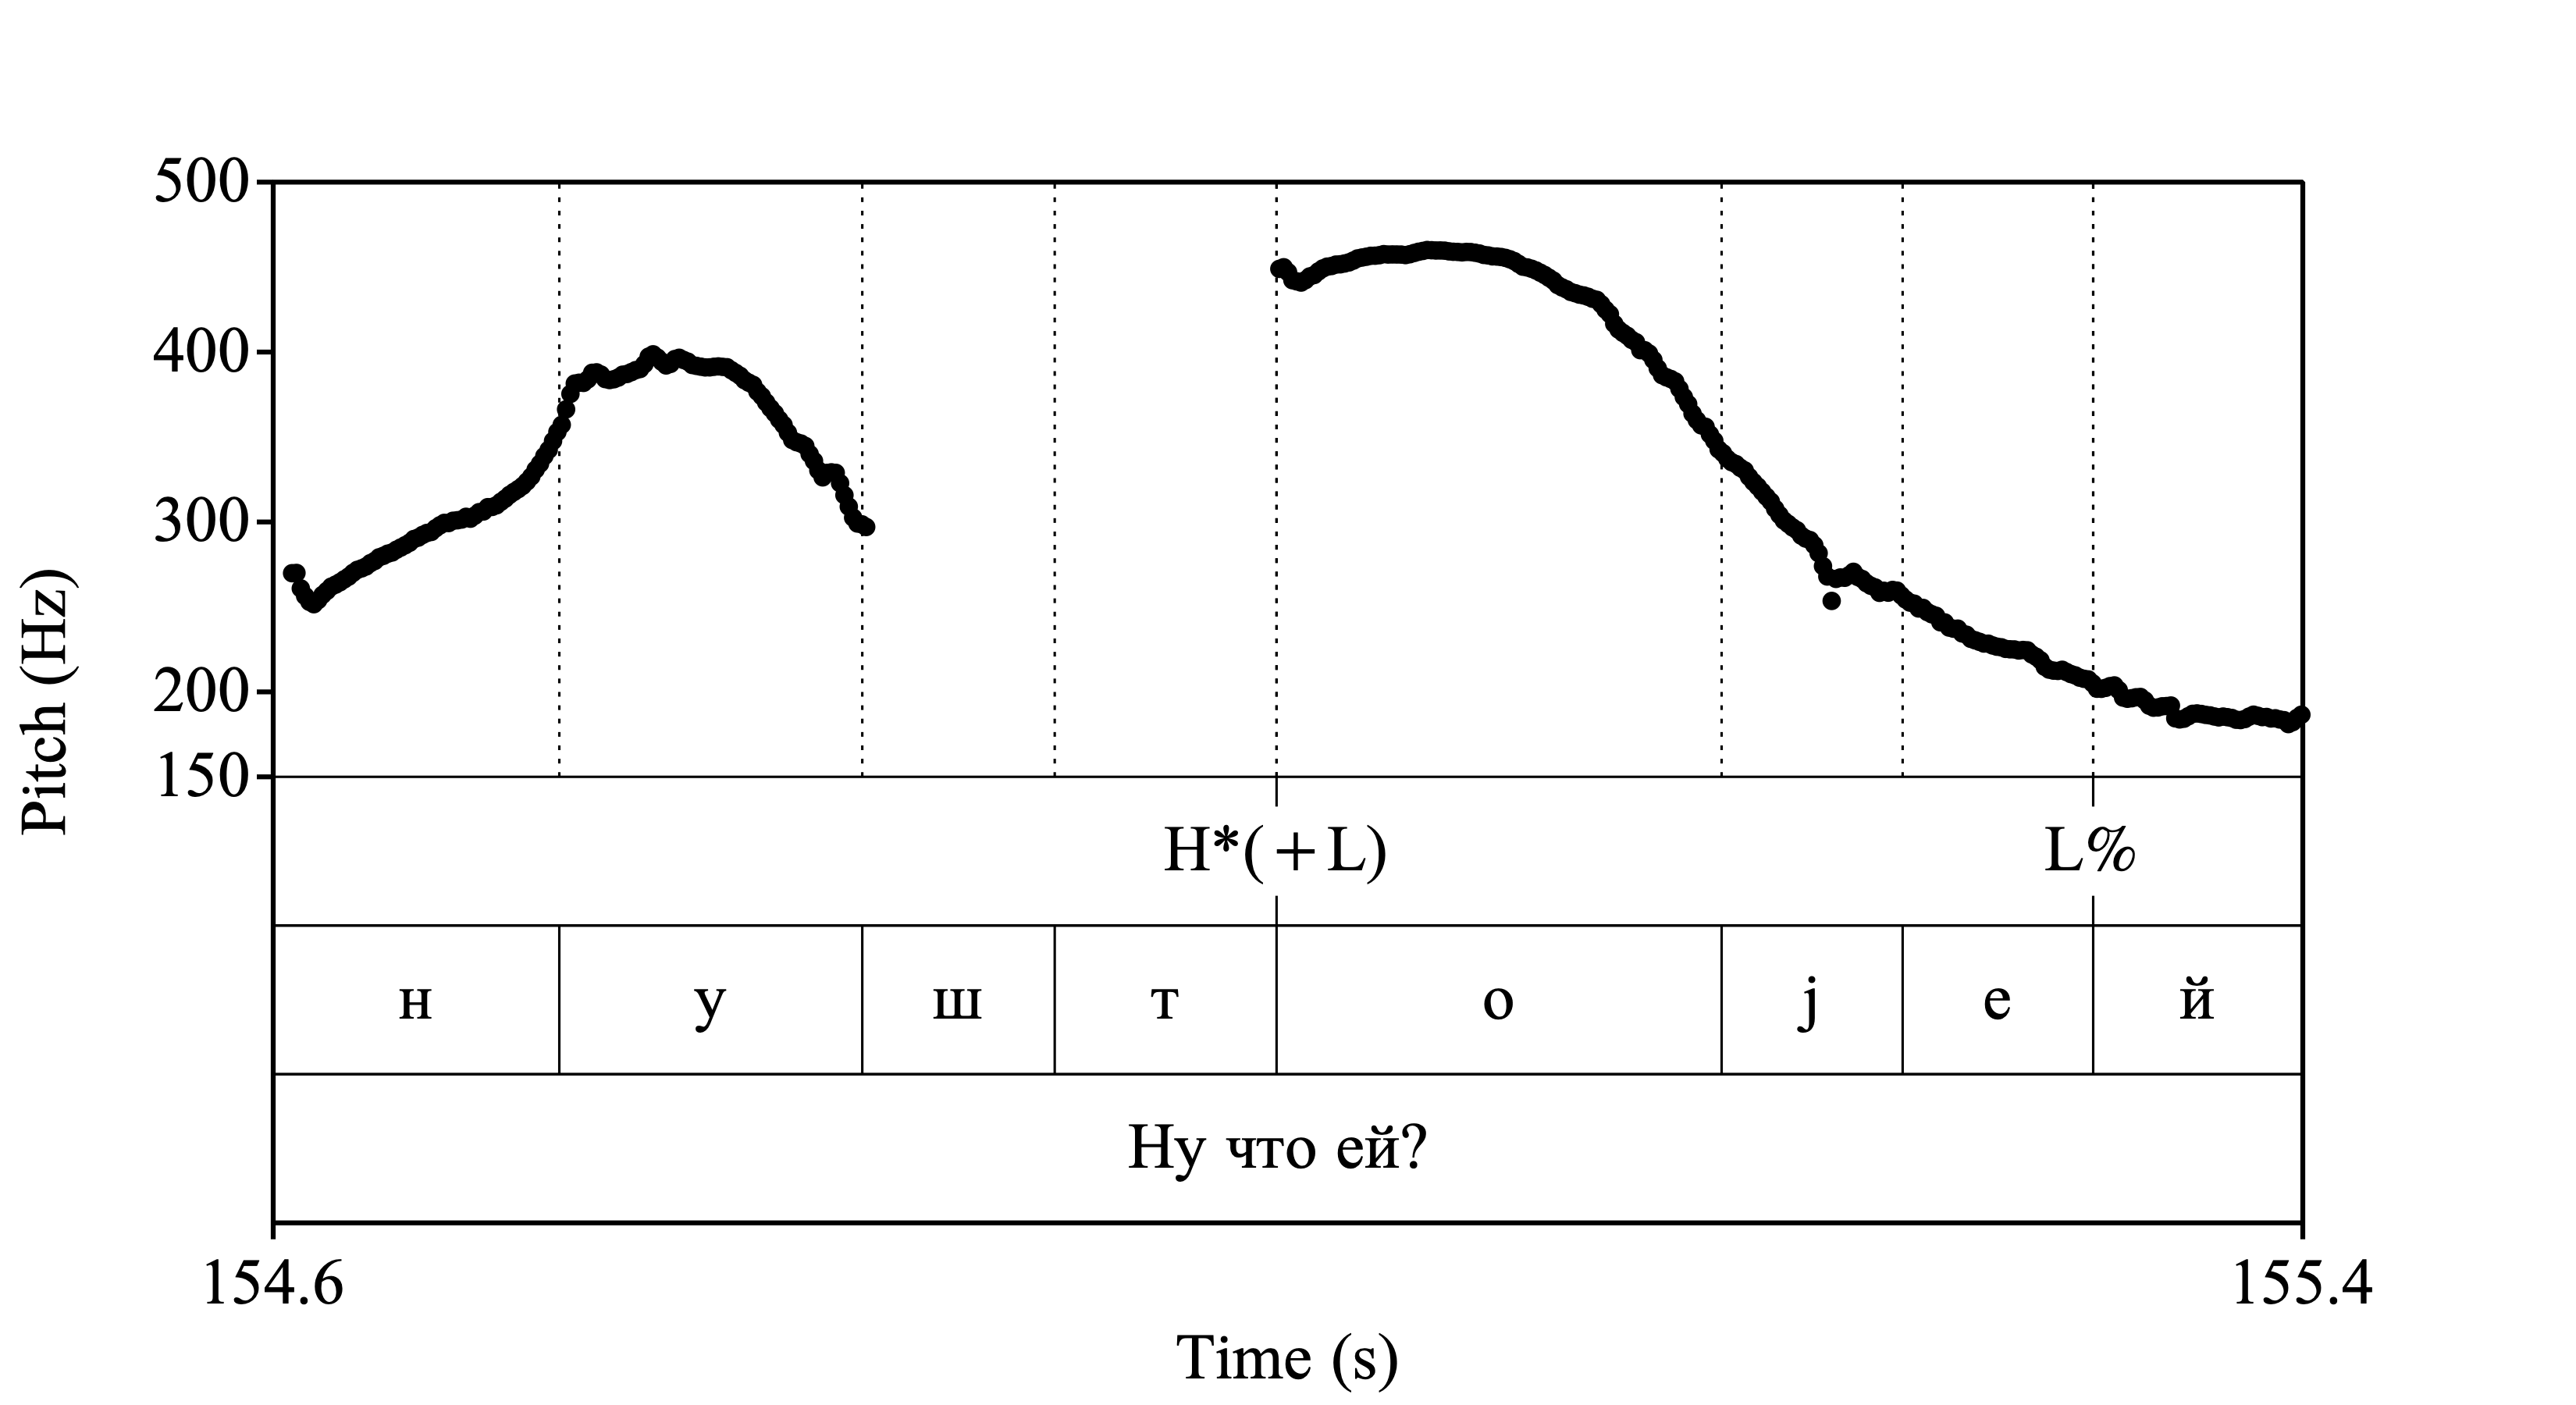 Pitch (Hz)
500
400
300
200
150
H*(+L) L%
н у ш т о j е й
Ну что ей?
154.6 155.4
Time (s)